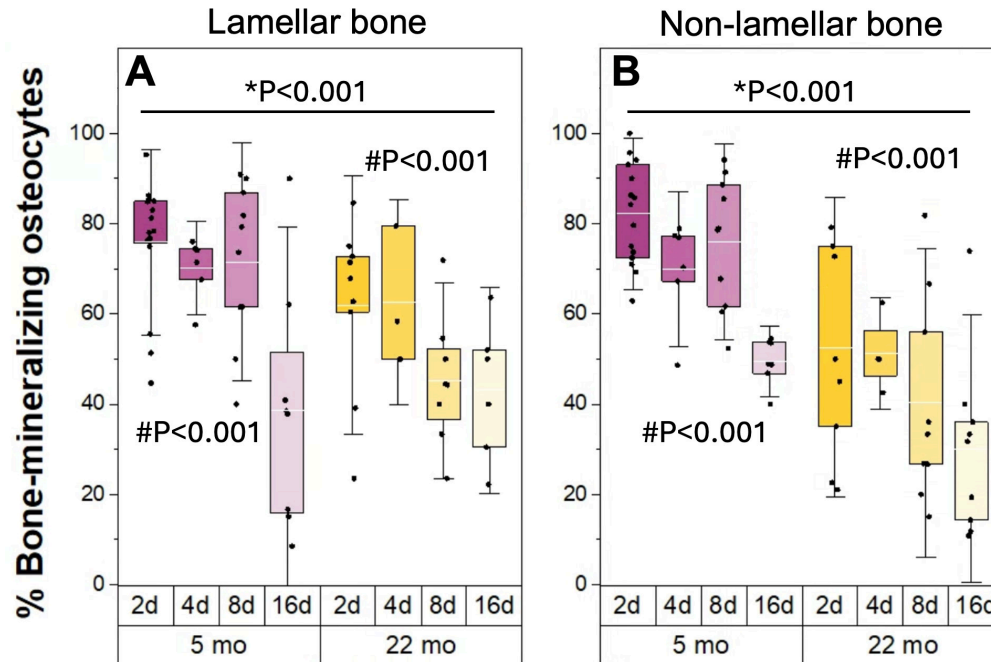 Lamellar bone
Non-lamellar bone
% Bone-mineralizing osteocytes
A
*P<0.001
#P<0.001
#P<0.001
100
80
60
40
20
0
2d 4d 8d 16d 2d 4d 8d 16d
5 mo 22 mo
B
*P<0.001
#P<0.001
#P<0.001
100
80
60
40
20
0
2d 4d 8d 16d 2d 4d 8d 16d
5 mo 22 mo